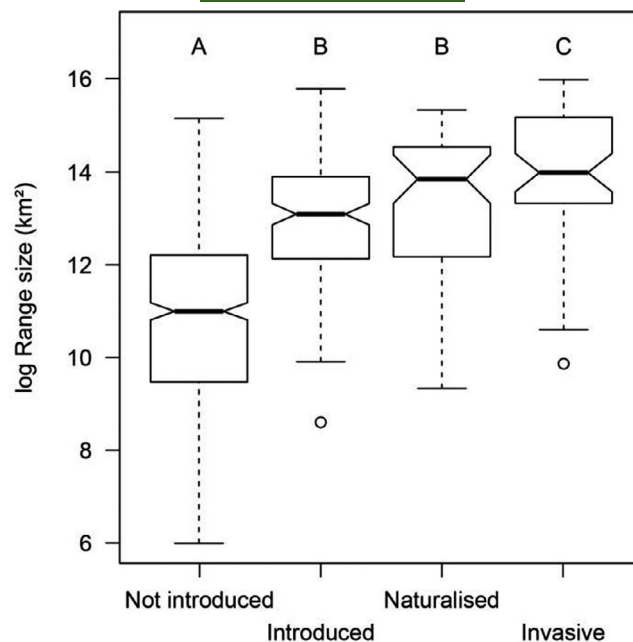 A B B C
log Range size (km²)
16
14
12
10
8
6
Not introduced
Introduced
Naturalised
Invasive